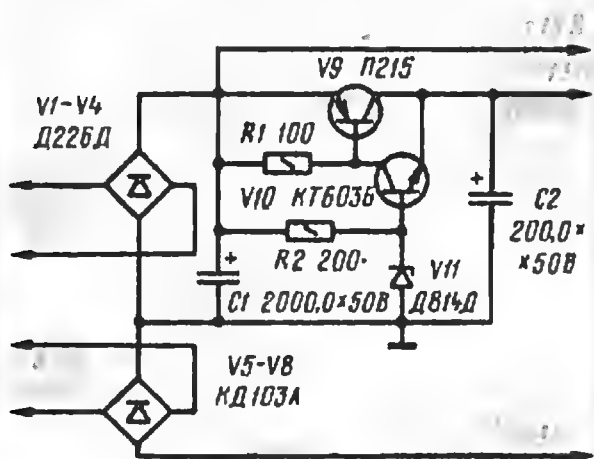 V9 П215
V1-V4
Д226Д
R1 100
V10 КТ603Б
+
C2
200,0×
×50В
R2 200
+
V11
Д814Д
C1 2000,0×50В
V5-V8
КД103А